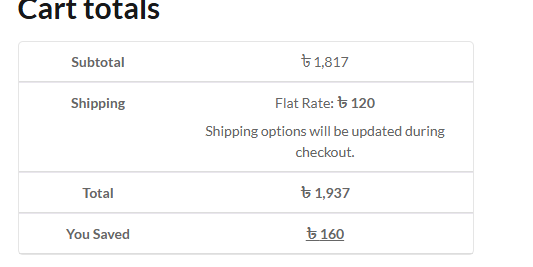 Cart totals
Subtotal ৳ 1,817
Shipping Flat Rate: ৳ 120
Shipping options will be updated during
checkout.
Total ৳ 1,937
You Saved ৳ 160